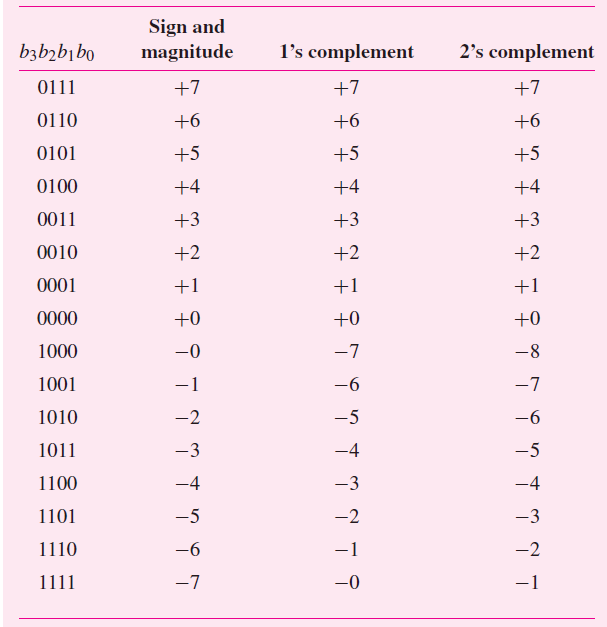 Sign and
b3b2b1b0 magnitude 1's complement 2's complement
0111 +7 +7 +7
0110 +6 +6 +6
0101 +5 +5 +5
0100 +4 +4 +4
0011 +3 +3 +3
0010 +2 +2 +2
0001 +1 +1 +1
0000 +0 +0 +0
1000 −0 −7 −8
1001 −1 −6 −7
1010 −2 −5 −6
1011 −3 −4 −5
1100 −4 −3 −4
1101 −5 −2 −3
1110 −6 −1 −2
1111 −7 −0 −1